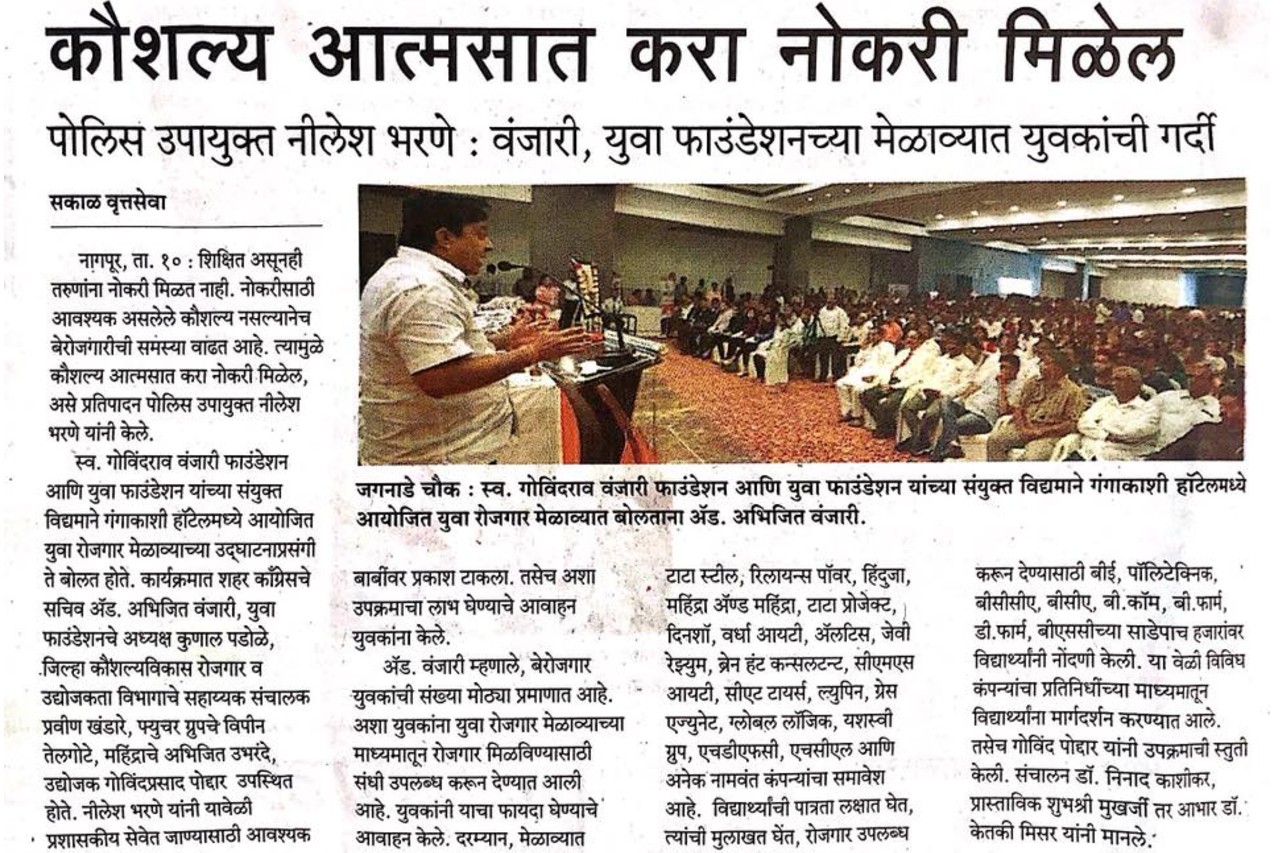 कौशल्य आत्मसात करा नोकरी मिळेल
पोलिस उपायुक्त नीलेश भरणे : वंजारी, युवा फाउंडेशनच्या मेळाव्यात युवकांची गर्दी
सकाळ वृत्तसेवा
नागपूर, ता. १० : शिक्षित असूनही
तरुणांना नोकरी मिळत नाही. नोकरीसाठी
आवश्यक असलेले कौशल्य नसल्यानेच
बेरोजगारीची समस्या वाढत आहे. त्यामुळे
कौशल्य आत्मसात करा नोकरी मिळेल,
असे प्रतिपादन पोलिस उपायुक्त नीलेश
भरणे यांनी केले.
स्व. गोविंदराव वंजारी फाउंडेशन
आणि युवा फाउंडेशन यांच्या संयुक्त
विद्यमाने गंगाकाशी हॉटेलमध्ये आयोजित
युवा रोजगार मेळाव्याच्या उद्‌घाटनाप्रसंगी
ते बोलत होते. कार्यक्रमात शहर काँग्रेसचे
सचिव ॲड. अभिजित वंजारी, युवा
फाउंडेशनचे अध्यक्ष कुणाल पडोळे,
जिल्हा कौशल्यविकास रोजगार व
उद्योजकता विभागाचे सहाय्यक संचालक
प्रवीण खंडारे, फ्युचर ग्रुपचे विपीन
तेलगोटे, महिंद्राचे अभिजित उभरंदे,
उद्योजक गोविंदप्रसाद पोद्दार उपस्थित
होते. नीलेश भरणे यांनी यावेळी
प्रशासकीय सेवेत जाण्यासाठी आवश्यक
जगनाडे चौक : स्व. गोविंदराव वंजारी फाउंडेशन आणि युवा फाउंडेशन यांच्या संयुक्त विद्यमाने गंगाकाशी हॉटेलमध्ये
आयोजित युवा रोजगार मेळाव्यात बोलताना ॲड. अभिजित वंजारी.
बाबींवर प्रकाश टाकला. तसेच अशा
उपक्रमाचा लाभ घेण्याचे आवाहन
युवकांना केले.
ॲड. वंजारी म्हणाले, बेरोजगार
युवकांची संख्या मोठ्या प्रमाणात आहे.
अशा युवकांना युवा रोजगार मेळाव्याच्या
माध्यमातून रोजगार मिळविण्यासाठी
संधी उपलब्ध करून देण्यात आली
आहे. युवकांनी याचा फायदा घेण्याचे
आवाहन केले. दरम्यान, मेळाव्यात
टाटा स्टील, रिलायन्स पॉवर, हिंदुजा,
महिंद्रा ॲण्ड महिंद्रा, टाटा प्रोजेक्ट,
दिनशॉ, वर्धा आयटी, ॲलटिस, जेवी
रेझ्युम, ब्रेन हंट कन्सलटन्ट, सीएमएस
आयटी, सीएट टायर्स, ल्युपिन, ग्रेस
एज्युनेट, ग्लोबल लॉजिक, यशस्वी
ग्रुप, एचडीएफसी, एचसीएल आणि
अनेक नामवंत कंपन्यांचा समावेश
आहे. विद्यार्थ्यांची पात्रता लक्षात घेत,
त्यांची मुलाखत घेत, रोजगार उपलब्ध
करून देण्यासाठी बीई, पॉलिटेक्निक,
बीसीसीए, बीसीए, बी.कॉम, बी.फार्म,
डी.फार्म, बीएससीच्या साडेपाच हजारांवर
विद्यार्थ्यांनी नोंदणी केली. या वेळी विविध
कंपन्यांचा प्रतिनिधींच्या माध्यमातून
विद्यार्थ्यांना मार्गदर्शन करण्यात आले.
तसेच गोविंद पोद्दार यांनी उपक्रमाची स्तुती
केली. संचालन डॉ. निनाद काशीकर,
प्रास्ताविक शुभश्री मुखर्जी तर आभार डॉ.
केतकी मिसर यांनी मानले.